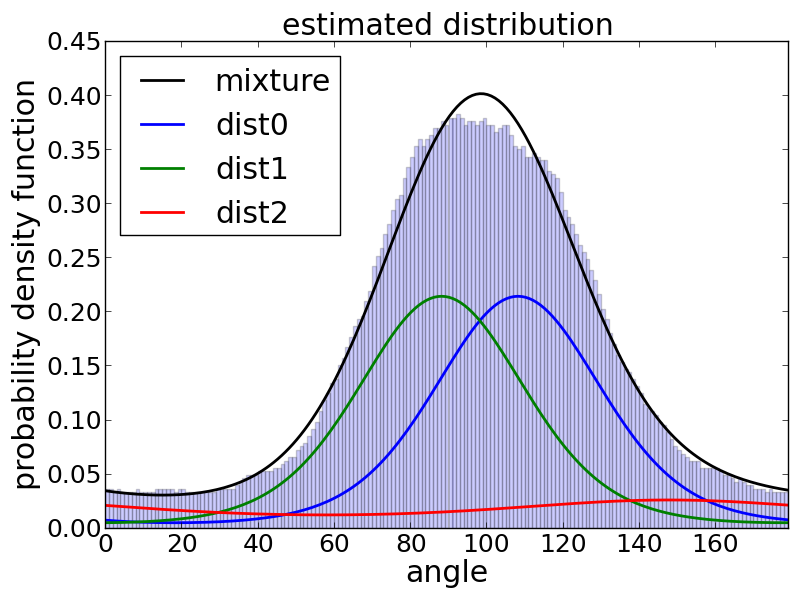 estimated distribution
probability density function
0.45
0.40
0.35
0.30
0.25
0.20
0.15
0.10
0.05
0.00
mixture
dist0
dist1
dist2
0 20 40 60 80 100 120 140 160
angle